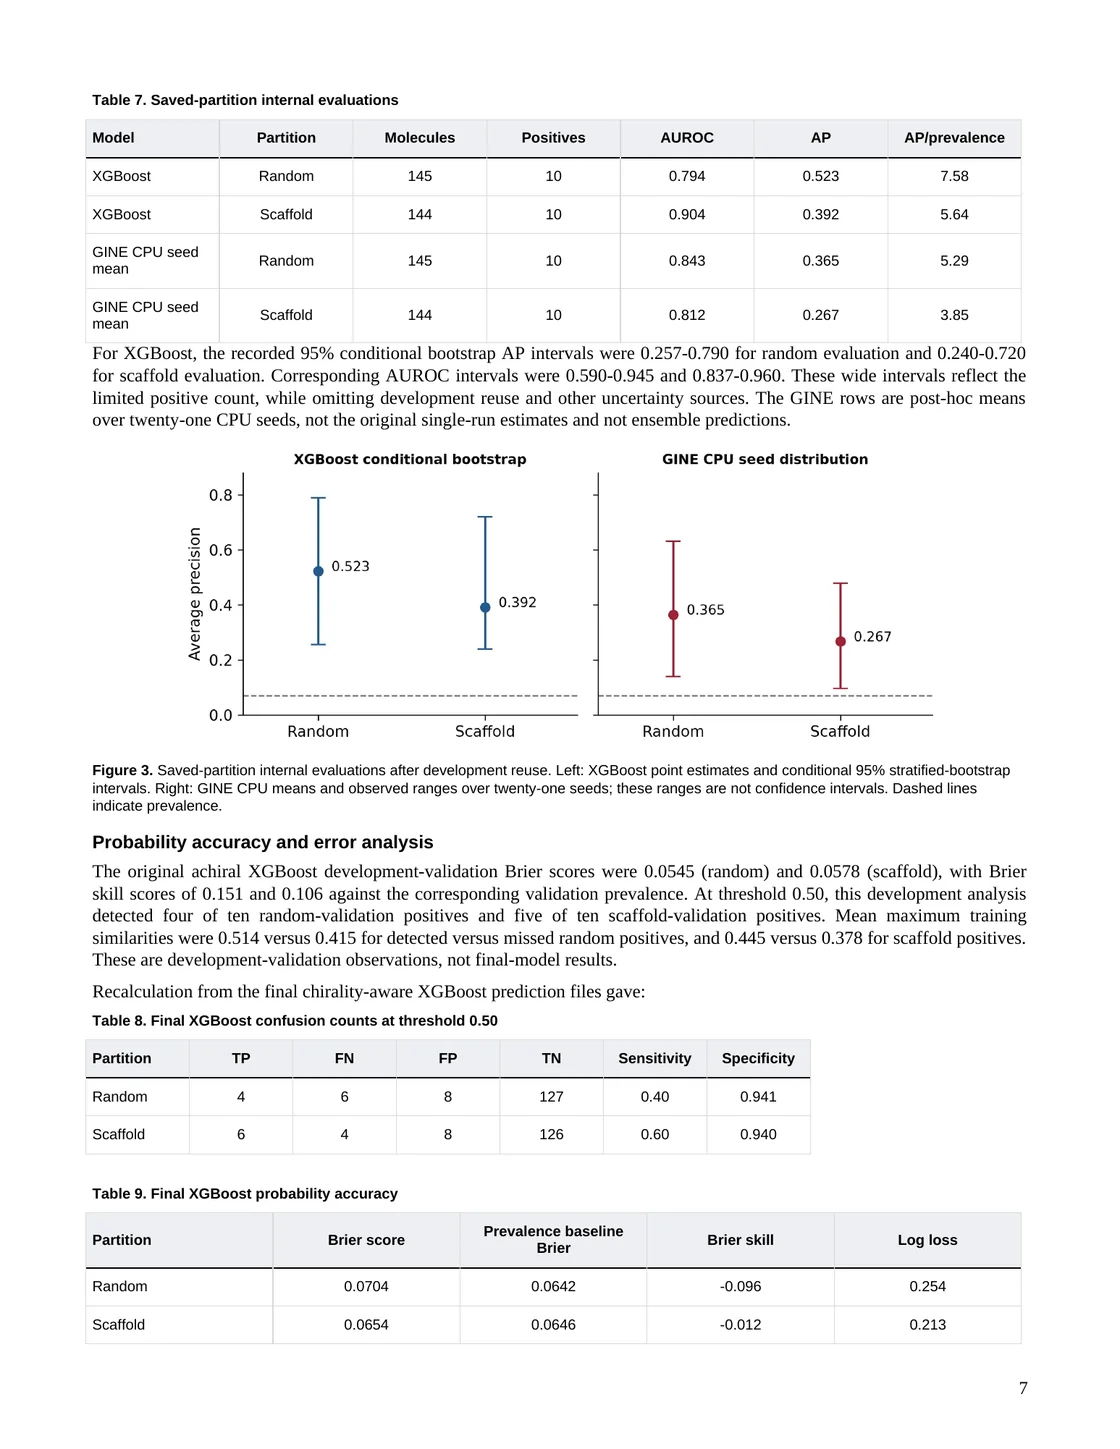 Table 7. Saved-partition internal evaluations
Model Partition Molecules Positives AUROC AP AP/prevalence
XGBoost Random 145 10 0.794 0.523 7.58
XGBoost Scaffold 144 10 0.904 0.392 5.64
GINE CPU seed
mean Random 145 10 0.843 0.365 5.29
GINE CPU seed
mean Scaffold 144 10 0.812 0.267 3.85
For XGBoost, the recorded 95% conditional bootstrap AP intervals were 0.257-0.790 for random evaluation and 0.240-0.720
for scaffold evaluation. Corresponding AUROC intervals were 0.590-0.945 and 0.837-0.960. These wide intervals reflect the
limited positive count, while omitting development reuse and other uncertainty sources. The GINE rows are post-hoc means
over twenty-one CPU seeds, not the original single-run estimates and not ensemble predictions.
XGBoost conditional bootstrap GINE CPU seed distribution
Average precision
0.8
0.6
0.4
0.2
0.0
0.523
0.392
0.365
0.267
Random Scaffold Random Scaffold
Figure 3. Saved-partition internal evaluations after development reuse. Left: XGBoost point estimates and conditional 95% stratified-bootstrap
intervals. Right: GINE CPU means and observed ranges over twenty-one seeds; these ranges are not confidence intervals. Dashed lines
indicate prevalence.
Probability accuracy and error analysis
The original achiral XGBoost development-validation Brier scores were 0.0545 (random) and 0.0578 (scaffold), with Brier
skill scores of 0.151 and 0.106 against the corresponding validation prevalence. At threshold 0.50, this development analysis
detected four of ten random-validation positives and five of ten scaffold-validation positives. Mean maximum training
similarities were 0.514 versus 0.415 for detected versus missed random positives, and 0.445 versus 0.378 for scaffold positives.
These are development-validation observations, not final-model results.
Recalculation from the final chirality-aware XGBoost prediction files gave:
Table 8. Final XGBoost confusion counts at threshold 0.50
Partition TP FN FP TN Sensitivity Specificity
Random 4 6 8 127 0.40 0.941
Scaffold 6 4 8 126 0.60 0.940
Table 9. Final XGBoost probability accuracy
Partition Brier score Prevalence baseline
Brier Brier skill Log loss
Random 0.0704 0.0642 -0.096 0.254
Scaffold 0.0654 0.0646 -0.012 0.213
7